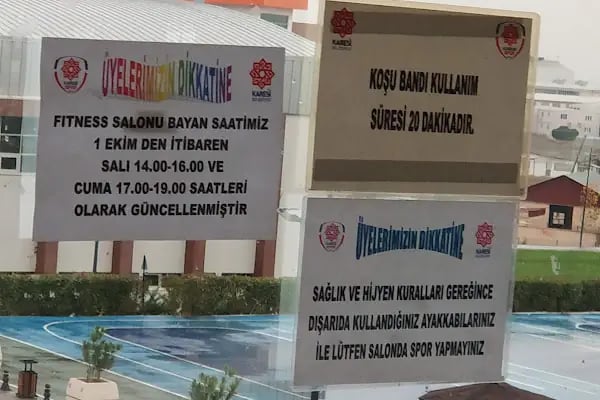 ÜYELERİMİZİN DİKKATİNE
KARESİ
FITNESS SALONU BAYAN SAATİMİZ
1 EKİM DEN İTİBAREN
SALI 14.00-16.00 VE
CUMA 17.00-19.00 SAATLERİ
OLARAK GÜNCELLENMİŞTİR
KARESİ
KOŞU BANDI KULLANIM
SÜRESİ 20 DAKİKADIR.
ÜYELERİMİZİN DİKKATİNE
KARESİ
SAĞLIK VE HİJYEN KURALLARI GEREĞİNCE
DIŞARIDA KULLANDIĞINIZ AYAKKABILARINIZ
İLE LÜTFEN SALONDA SPOR YAPMAYINIZ